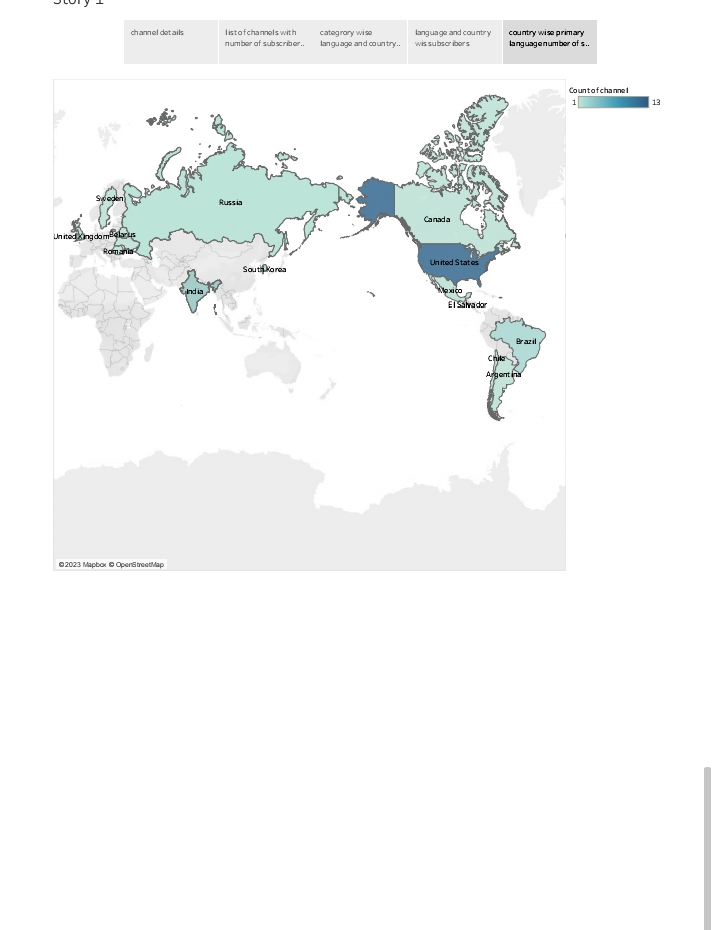 Story 1
channel details
list of channels with
number of subscriber..
categrory wise
language and country..
language and country
wis subscribers
country wise primary
language number of s..
Count of channel
1 13
Sweden
Russia
Canada
United Kingdom
Belarus
Romania
United States
South Korea
India
Mexico
El Salvador
Brazil
Chile
Argentina
©2023 Mapbox © OpenStreetMap